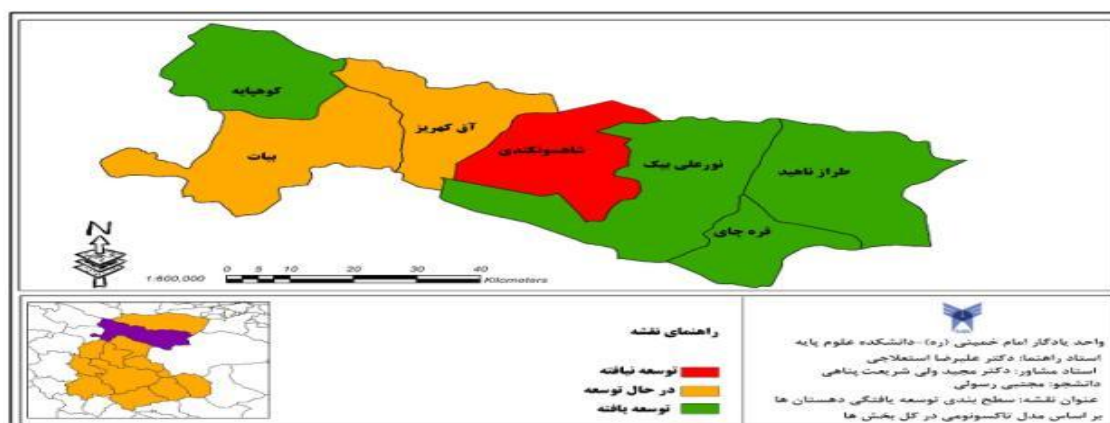 کوهپایه
آق کهریز
بیات
شاهسونکندی
نورعلی بیک
طراز ناهید
قره چای
N
1:600,000
0 5 10 20 30 40
Kilometers
راهنمای نقشه
توسعه نیافته
در حال توسعه
توسعه یافته
واحد یادگار امام خمینی (ره)-دانشکده علوم پایه
استاد راهنما: دکتر علیرضا استعلاجی
استاد مشاور: دکتر مجید ولی شریعت پناهی
دانشجو: مجتبی رسولی
عنوان نقشه: سطح بندی توسعه یافتگی دهستان ها
بر اساس مدل تاکسونومی در کل بخش ها